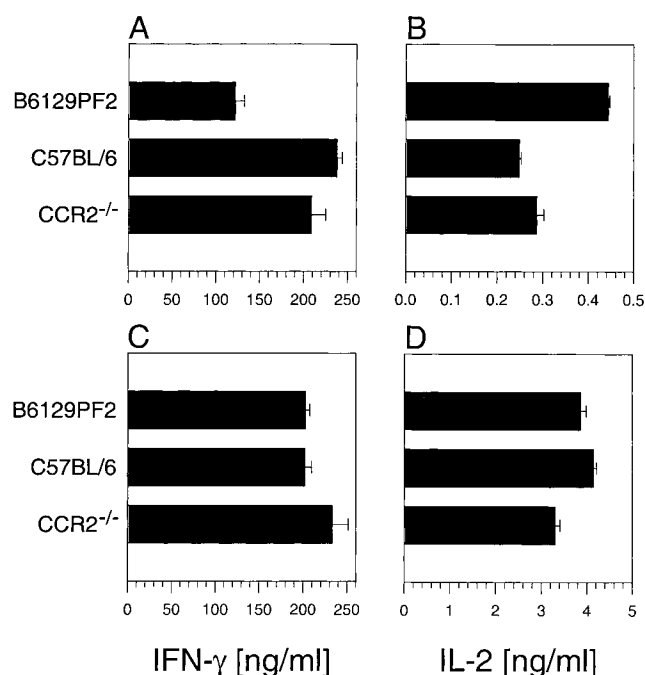 A B
B6129PF2
C57BL/6
CCR2-/-
0 50 100 150 200 250 0.0 0.1 0.2 0.3 0.4 0.5
C D
B6129PF2
C57BL/6
CCR2-/-
0 50 100 150 200 250 0 1 2 3 4 5
IFN-γ [ng/ml] IL-2 [ng/ml]